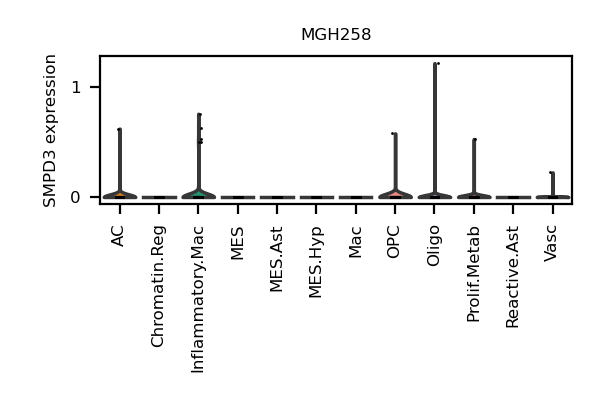 MGH258
SMPD3 expression
1
0
AC
Chromatin.Reg
Inflammatory.Mac
MES
MES.Ast
MES.Hyp
Mac
OPC
Oligo
Prolif.Metab
Reactive.Ast
Vasc